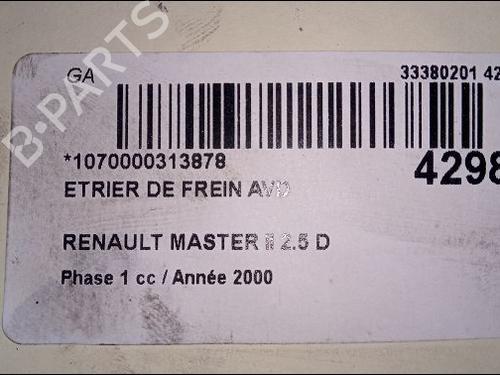 B-PARTS
GA
33380201 42
*1070000313878
4298
ETRIER DE FREIN AVD
RENAULT MASTER II 2.5 D
Phase 1 cc / Année 2000